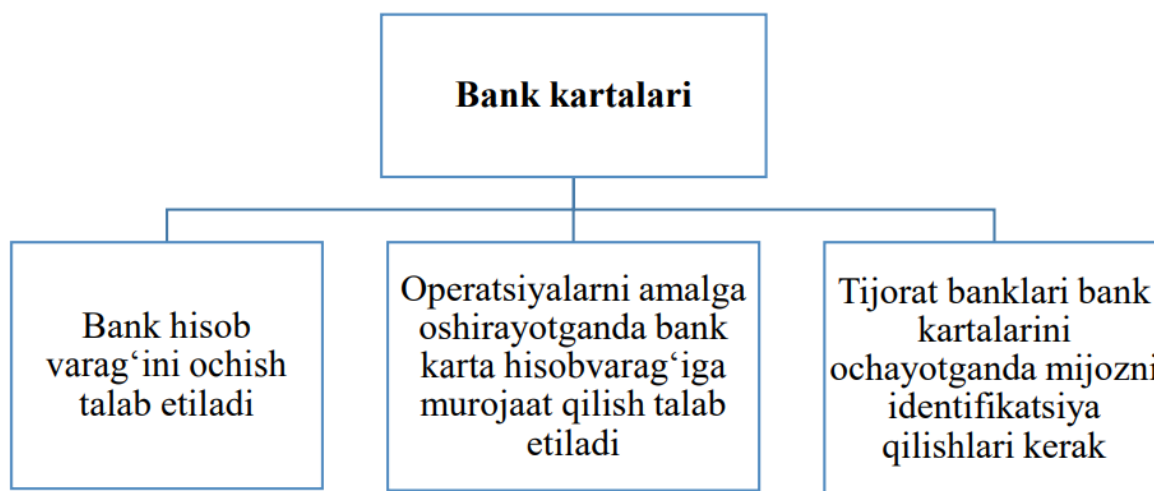 Bank kartalari
Bank hisob
varag‘ini ochish
talab etiladi
Operatsiyalarni amalga
oshirayotganda bank
karta hisobvarag‘iga
murojaat qilish talab
etiladi
Tijorat banklari bank
kartalarini
ochayotganda mijozni
identifikatsiya
qilishlari kerak